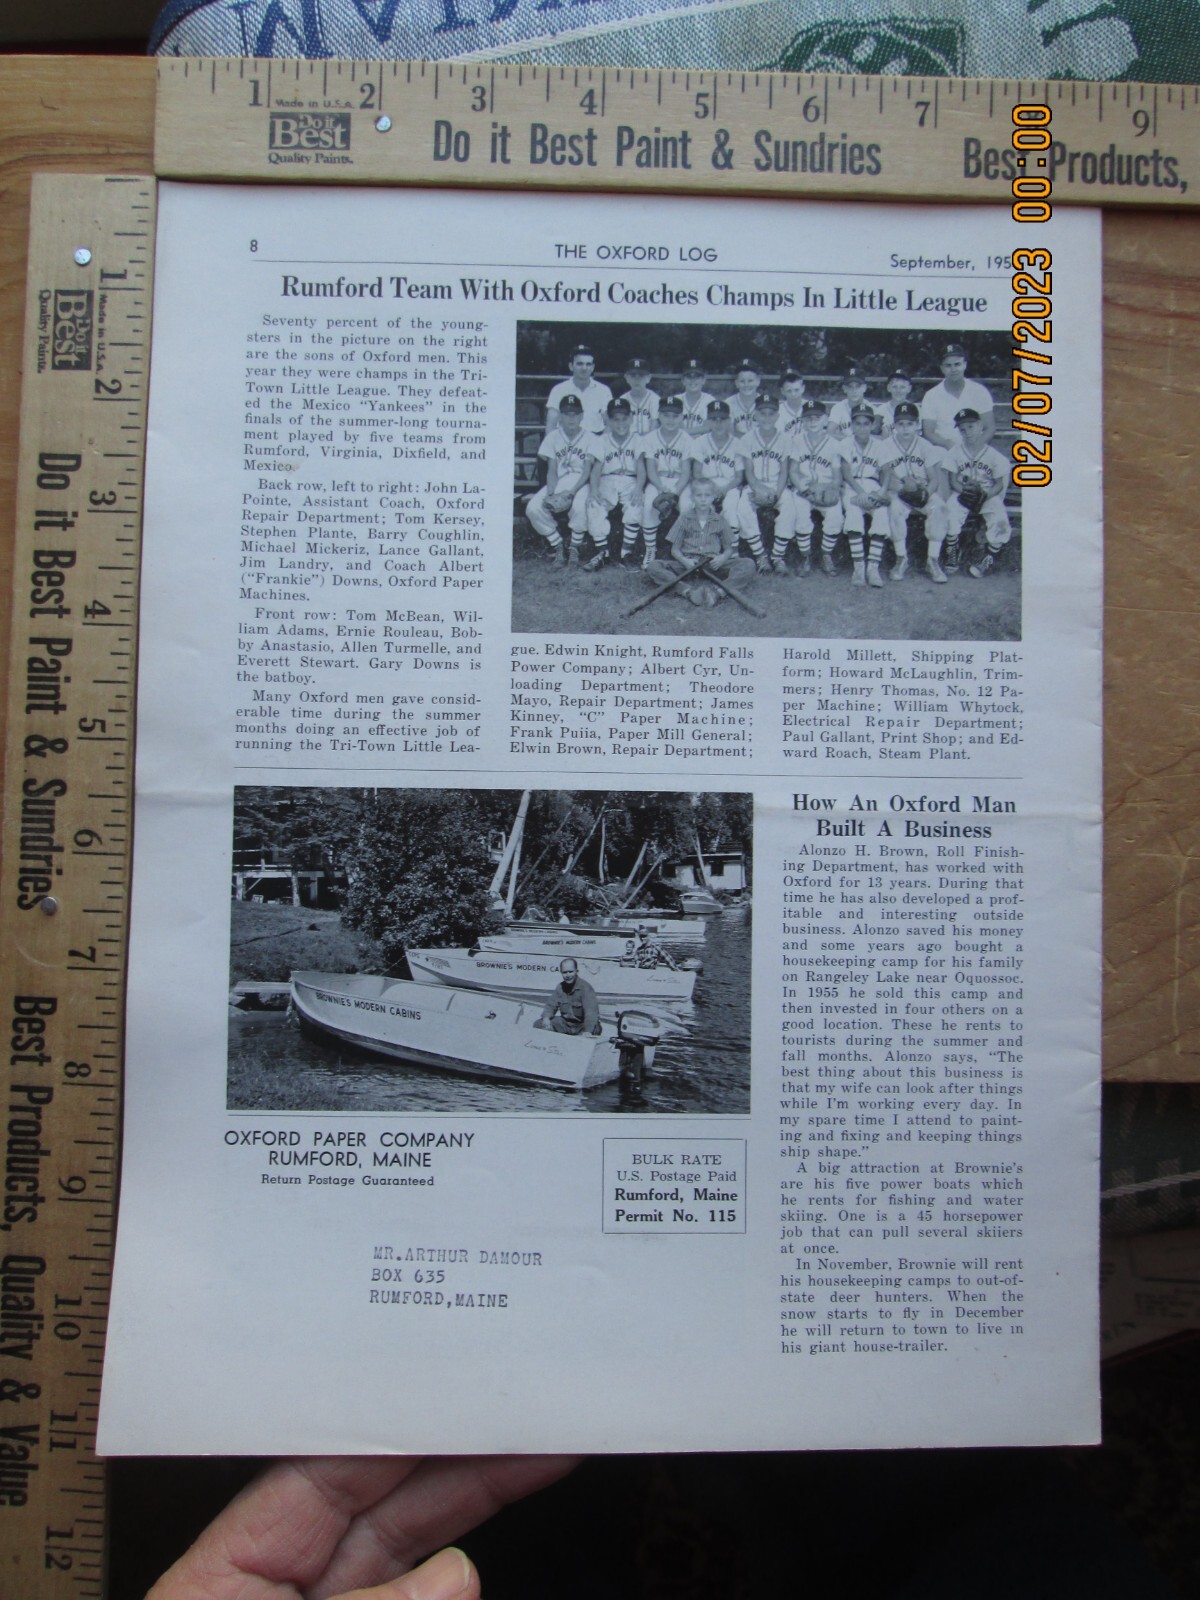 1 2 3 4 5 6 7 9
Made in U.S.A.
Do it
Best
Quality Paints.
Do it Best Paint & Sundries Best Products,
02/07/2023 00:00
1 2 3 4 5 6 7 8 9 10 11 12
Made in U.S.A.
Do it
Best
Quality Paints.
Do it Best Paint & Sundries Best Products, Quality & Value
8
THE OXFORD LOG
September, 195
Rumford Team With Oxford Coaches Champs In Little League
Seventy percent of the young-
sters in the picture on the right
are the sons of Oxford men. This
year they were champs in the Tri-
Town Little League. They defeat-
ed the Mexico "Yankees" in the
finals of the summer-long tourna-
ment played by five teams from
Rumford, Virginia, Dixfield, and
Mexico.
Back row, left to right: John La-
Pointe, Assistant Coach, Oxford
Repair Department; Tom Kersey,
Stephen Plante, Barry Coughlin,
Michael Mickeriz, Lance Gallant,
Jim Landry, and Coach Albert
("Frankie") Downs, Oxford Paper
Machines.
Front row: Tom McBean, Wil-
liam Adams, Ernie Rouleau, Bob-
by Anastasio, Allen Turmelle, and
Everett Stewart. Gary Downs is
the batboy.
Many Oxford men gave consid-
erable time during the summer
months doing an effective job of
running the Tri-Town Little Lea-
gue. Edwin Knight, Rumford Falls
Power Company; Albert Cyr, Un-
loading Department; Theodore
Mayo, Repair Department; James
Kinney, "C" Paper Machine;
Frank Puiia, Paper Mill General;
Elwin Brown, Repair Department;
Harold Millett, Shipping Plat-
form; Howard McLaughlin, Trim-
mers; Henry Thomas, No. 12 Pa-
per Machine; William Whytock,
Electrical Repair Department;
Paul Gallant, Print Shop; and Ed-
ward Roach, Steam Plant.
BROWNIE'S MODERN CABINS
BROWNIE'S MODERN CA
BROWNIE'S MODERN CABINS
How An Oxford Man
Built A Business
Alonzo H. Brown, Roll Finish-
ing Department, has worked with
Oxford for 13 years. During that
time he has also developed a prof-
itable and interesting outside
business. Alonzo saved his money
and some years ago bought a
housekeeping camp for his family
on Rangeley Lake near Oquossoc.
In 1955 he sold this camp and
then invested in four others on a
good location. These he rents to
tourists during the summer and
fall months. Alonzo says, "The
best thing about this business is
that my wife can look after things
while I'm working every day. In
my spare time I attend to paint-
ing and fixing and keeping things
ship shape."
A big attraction at Brownie's
are his five power boats which
he rents for fishing and water
skiing. One is a 45 horsepower
job that can pull several skiiers
at once.
In November, Brownie will rent
his housekeeping camps to out-of-
state deer hunters. When the
snow starts to fly in December
he will return to town to live in
his giant house-trailer.
OXFORD PAPER COMPANY
RUMFORD, MAINE
Return Postage Guaranteed
BULK RATE
U.S. Postage Paid
Rumford, Maine
Permit No. 115
MR.ARTHUR DAMOUR
BOX 635
RUMFORD,MAINE